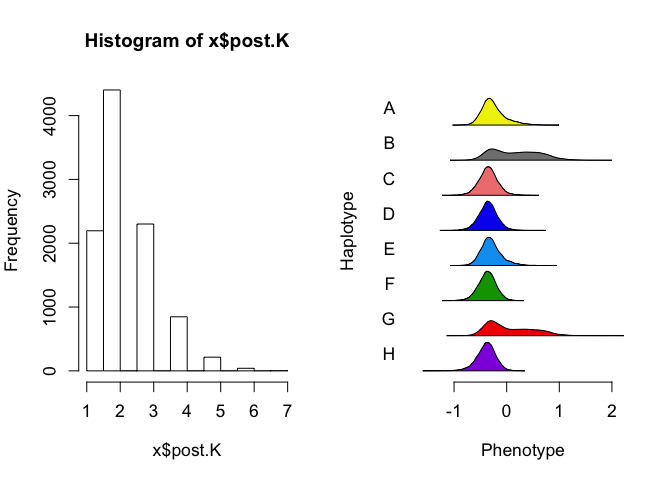 Histogram of x$post.K
Frequency
0
1000
2000
3000
4000
1 2 3 4 5 6 7
x$post.K
Haplotype
A
B
C
D
E
F
G
H
-1 0 1 2
Phenotype